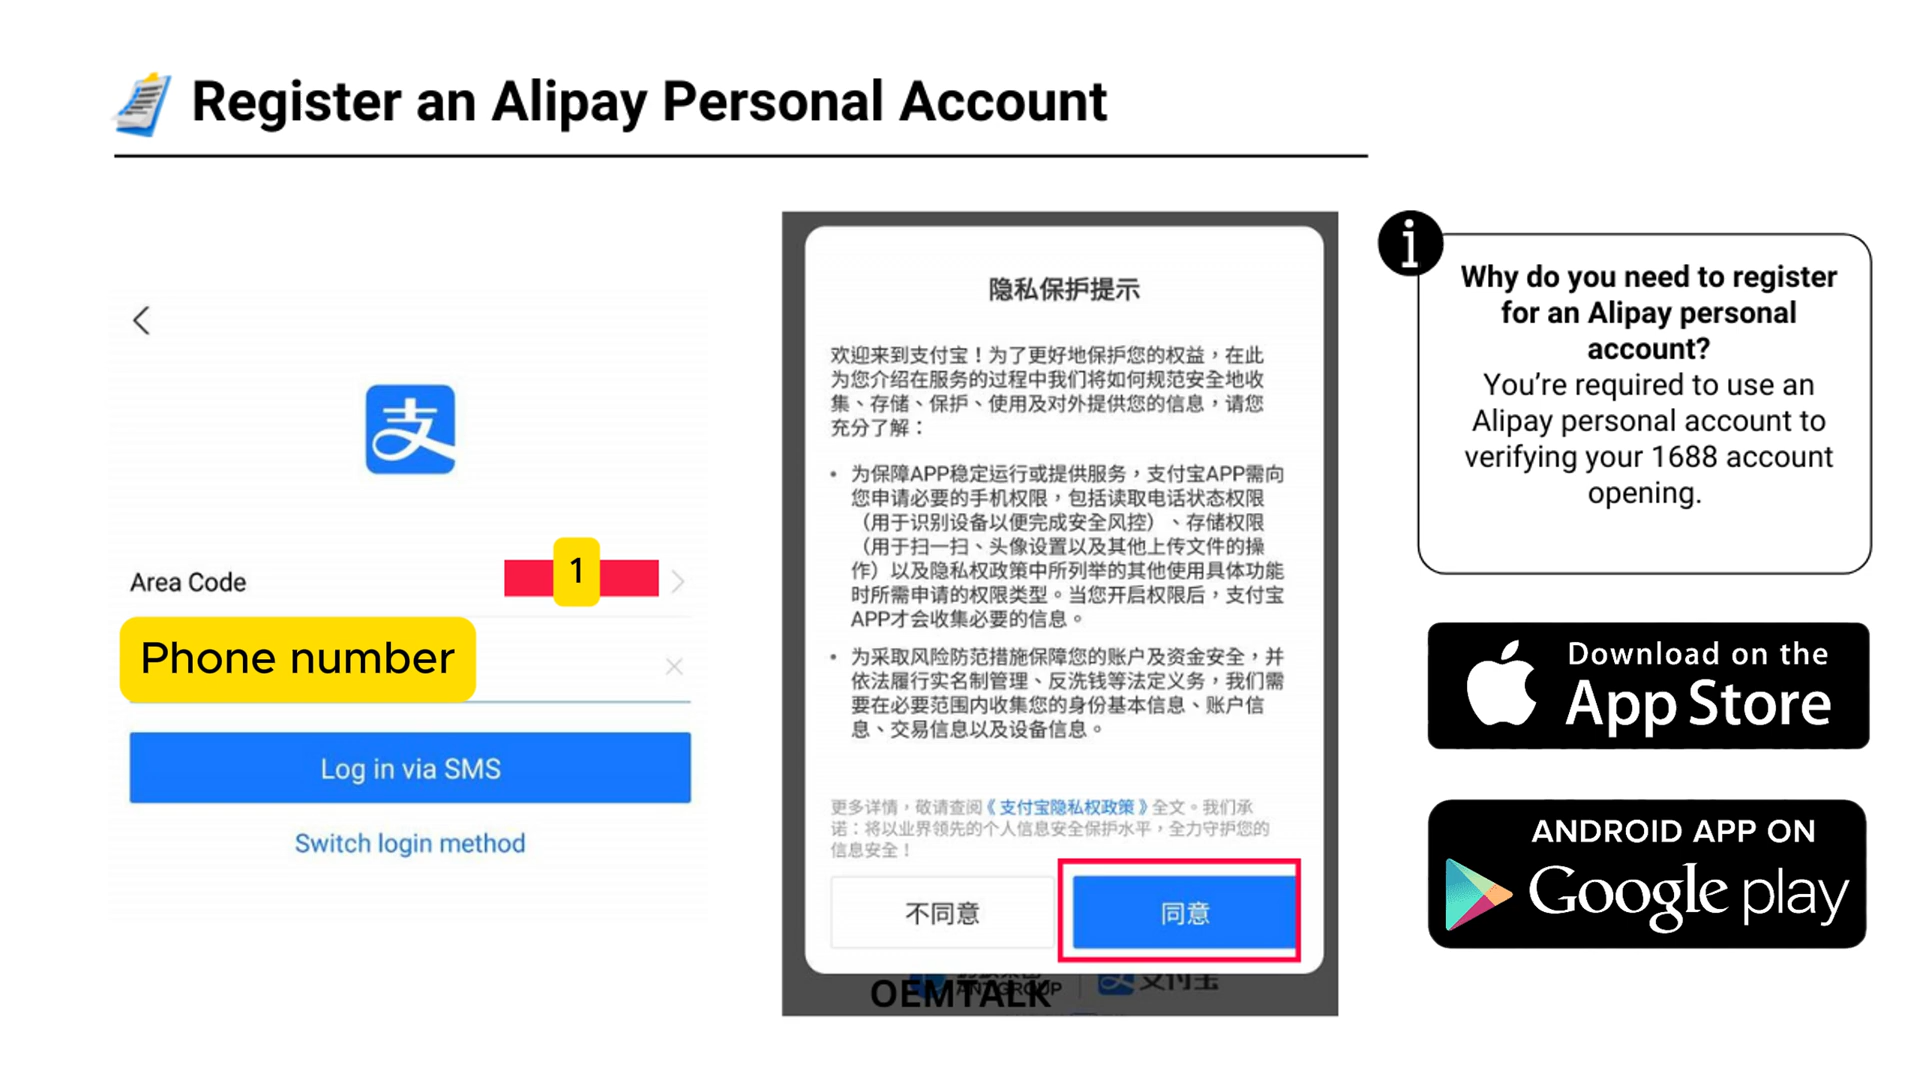 Register an Alipay Personal Account
支
Area Code
1
Phone number
Log in via SMS
Switch login method
隐私保护提示
欢迎来到支付宝！为了更好地保护您的权益，在此
为您介绍在服务的过程中我们将如何规范安全地收
集、存储、保护、使用及对外提供您的信息，请您
充分了解：
• 为保障APP稳定运行或提供服务，支付宝APP需向
您申请必要的手机权限，包括读取电话状态权限
（用于识别设备以便完成安全风控）、存储权限
（用于扫一扫、头像设置以及其他上传文件的操
作）以及隐私权政策中所列举的其他使用具体功能
时所需申请的权限类型。当您开启权限后，支付宝
APP才会收集必要的信息。
• 为采取风险防范措施保障您的账户及资金安全，并
依法履行实名制管理、反洗钱等法定义务，我们需
要在必要范围内收集您的身份基本信息、账户信
息、交易信息以及设备信息。
更多详情，敬请查阅《支付宝隐私权政策》全文。我们承
诺：将以业界领先的个人信息安全保护水平，全力守护您的
信息安全！
不同意
同意
ANT GROUP
支付宝
OEMTALK
i
Why do you need to register
for an Alipay personal
account?
You’re required to use an
Alipay personal account to
verifying your 1688 account
opening.
Download on the
App Store
ANDROID APP ON
Google play